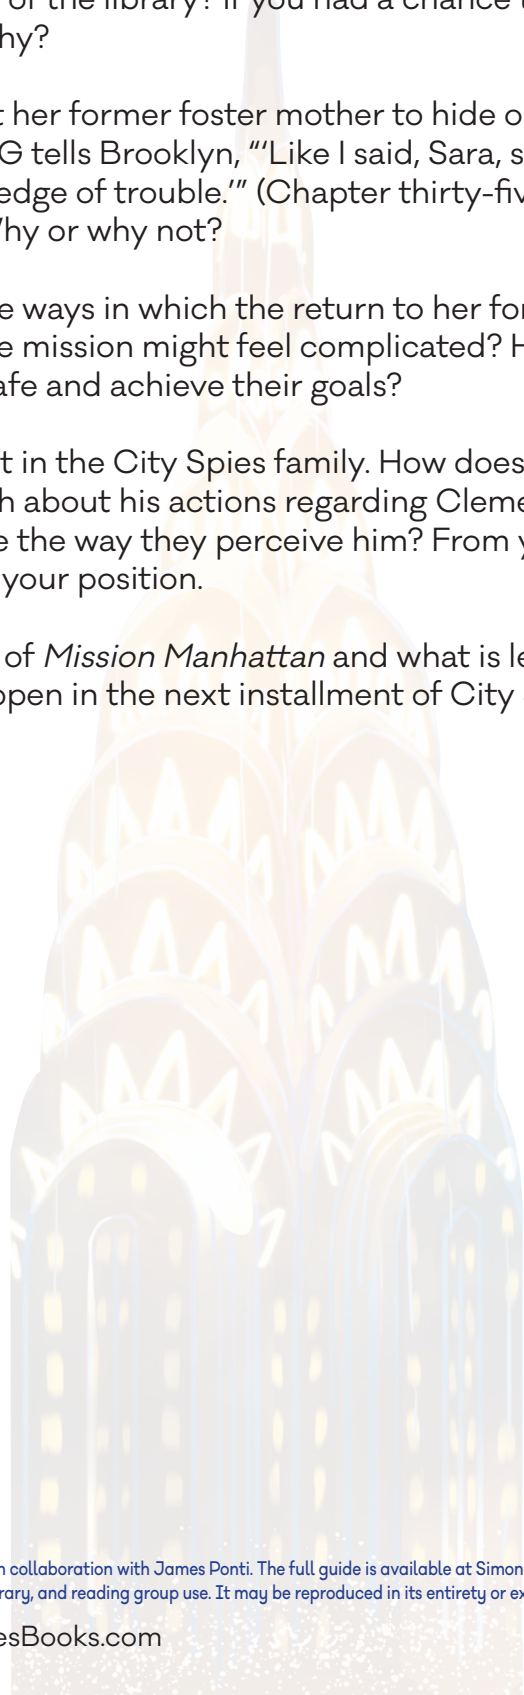 of the library? If you had a chance
hy?
t her former foster mother to hide o
G tells Brooklyn, “‘Like I said, Sara, s
edge of trouble.’” (Chapter thirty-fiv
Why or why not?
e ways in which the return to her for
e mission might feel complicated? H
afe and achieve their goals?
t in the City Spies family. How does
h about his actions regarding Cleme
e the way they perceive him? From y
your position.
of Mission Manhattan and what is le
ppen in the next installment of City
n collaboration with James Ponti. The full guide is available at Simon
rary, and reading group use. It may be reproduced in its entirety or ex
esBooks.com